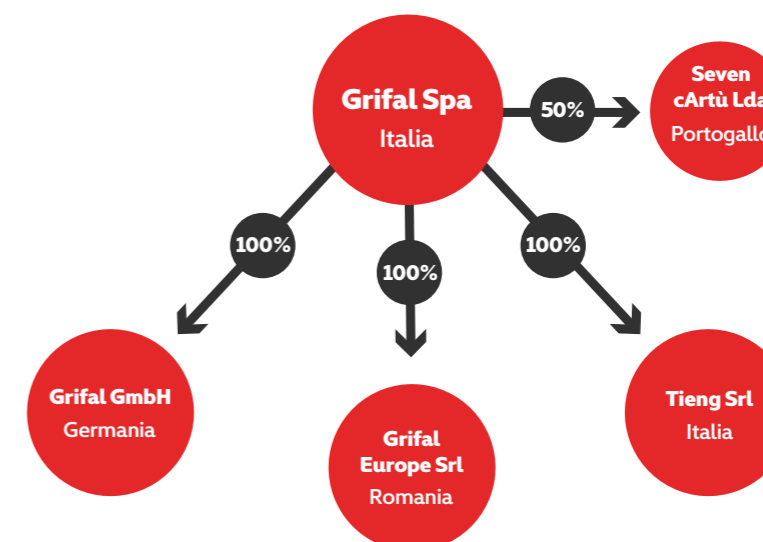 Grifal Spa
Italia
50%
Seven
cArtù Lda
Portogallo
100%
100%
100%
Grifal GmbH
Germania
Grifal
Europe Srl
Romania
Tieng Srl
Italia